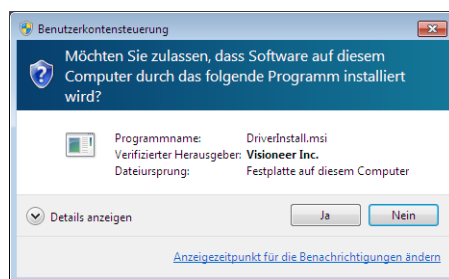 Benutzerkontensteuerung
Möchten Sie zulassen, dass Software auf diesem
Computer durch das folgende Programm installiert
wird?
Programmname: DriverInstall.msi
Verifizierter Herausgeber: Visioneer Inc.
Dateiursprung: Festplatte auf diesem Computer
Details anzeigen Ja Nein
Anzeigezeitpunkt für die Benachrichtigungen ändern